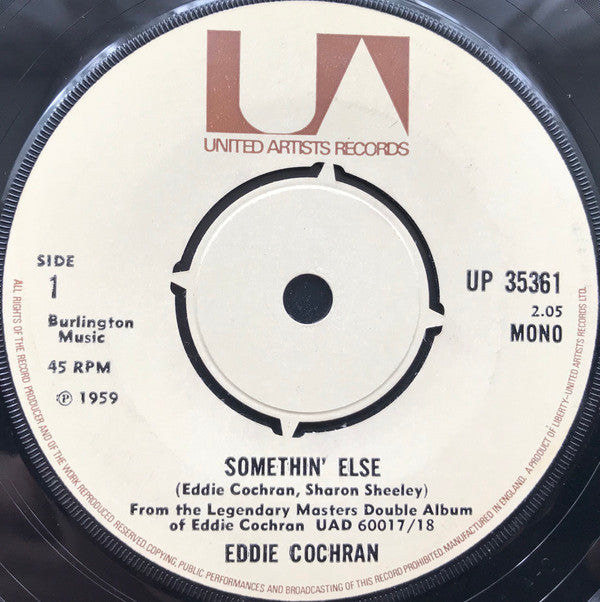 UA
UNITED ARTISTS RECORDS
SIDE
1
Burlington
Music
45 RPM
Ⓟ 1959
UP 35361
2.05
MONO
SOMETHIN' ELSE
(Eddie Cochran, Sharon Sheeley)
From the Legendary Masters Double Album
of Eddie Cochran UAD 60017/18
EDDIE COCHRAN
ALL RIGHTS OF THE RECORD PRODUCER AND OF THE WORK REPRODUCED RESERVED. COPYING, PUBLIC PERFORMANCES AND BROADCASTING OF THIS RECORD PROHIBITED. MANUFACTURED IN ENGLAND. A PRODUCT OF LIBERTY-UNITED ARTISTS RECORDS LTD.